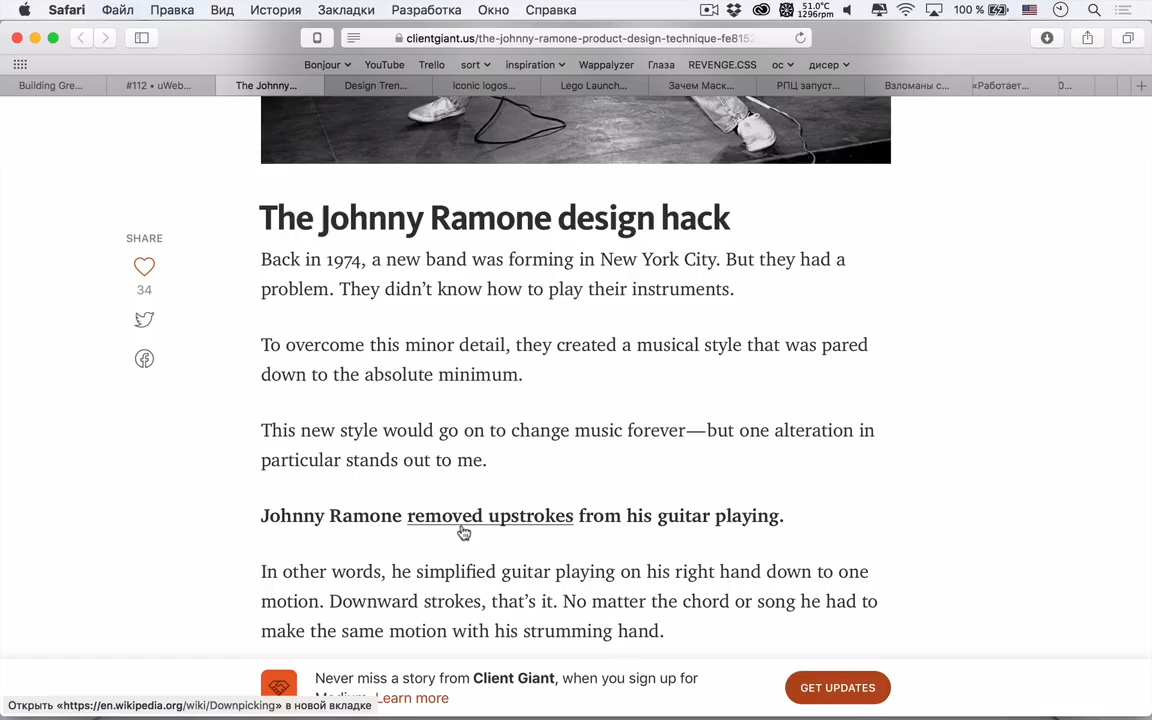 Safari Файл Правка Вид История Закладки Разработка Окно Справка 51.0°C 1296rpm 100 %
clientgiant.us/the-johnny-ramone-product-design-technique-fe8152
Bonjour YouTube Trello sort inspiration Wappalyzer Глаза REVENGE.CSS ос дисер
Building Gre... #112 • uWeb... The Johnny... Design Tren... Iconic logos... Lego Launch... Зачем Маск... РПЦ запуст... Взломаны с... «Работает...
The Johnny Ramone design hack
SHARE
34
Back in 1974, a new band was forming in New York City. But they had a
problem. They didn’t know how to play their instruments.
To overcome this minor detail, they created a musical style that was pared
down to the absolute minimum.
This new style would go on to change music forever—but one alteration in
particular stands out to me.
Johnny Ramone removed upstrokes from his guitar playing.
In other words, he simplified guitar playing on his right hand down to one
motion. Downward strokes, that’s it. No matter the chord or song he had to
make the same motion with his strumming hand.
Never miss a story from Client Giant, when you sign up for
Learn more
GET UPDATES
Открыть «https://en.wikipedia.org/wiki/Downpicking» в новой вкладке